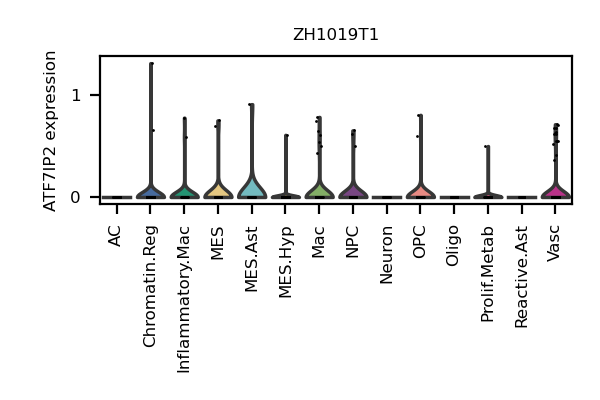 ZH1019T1
ATF7IP2 expression
1
0
AC
Chromatin.Reg
Inflammatory.Mac
MES
MES.Ast
MES.Hyp
Mac
NPC
Neuron
OPC
Oligo
Prolif.Metab
Reactive.Ast
Vasc